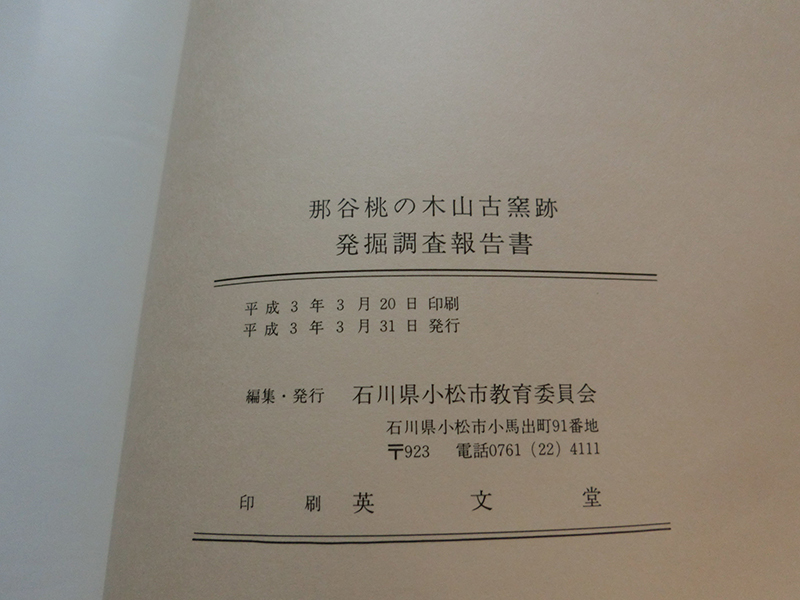 那谷桃の木山古窯跡
発掘調査報告書
平成3年3月20日 印刷
平成3年3月31日 発行
編集・発行 石川県小松市教育委員会
石川県小松市小馬出町91番地
〒923 電話0761(22)4111
印刷 英文堂